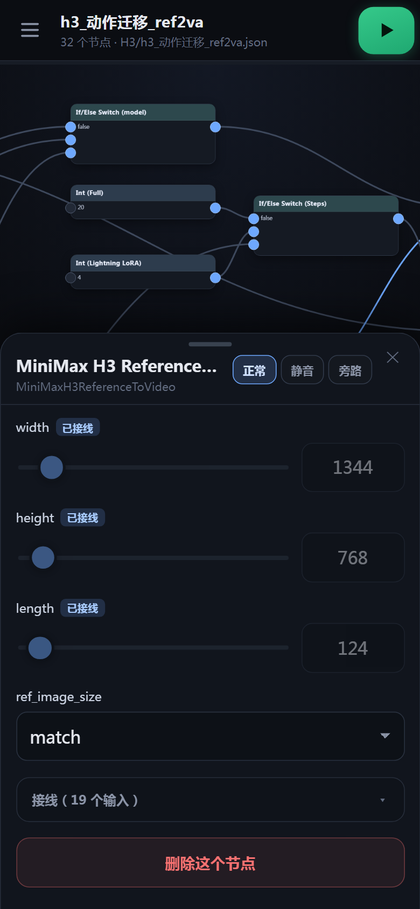 h3_动作迁移_ref2va
32 个节点 · H3/h3_动作迁移_ref2va.json
If/Else Switch (model)
false
Int (Full)
20
If/Else Switch (Steps)
false
Int (Lightning LoRA)
4
MiniMax H3 Reference...
正常
静音
旁路
MiniMaxH3ReferenceToVideo
width 已接线
1344
height 已接线
768
length 已接线
124
ref_image_size
match
接线（19 个输入）
删除这个节点